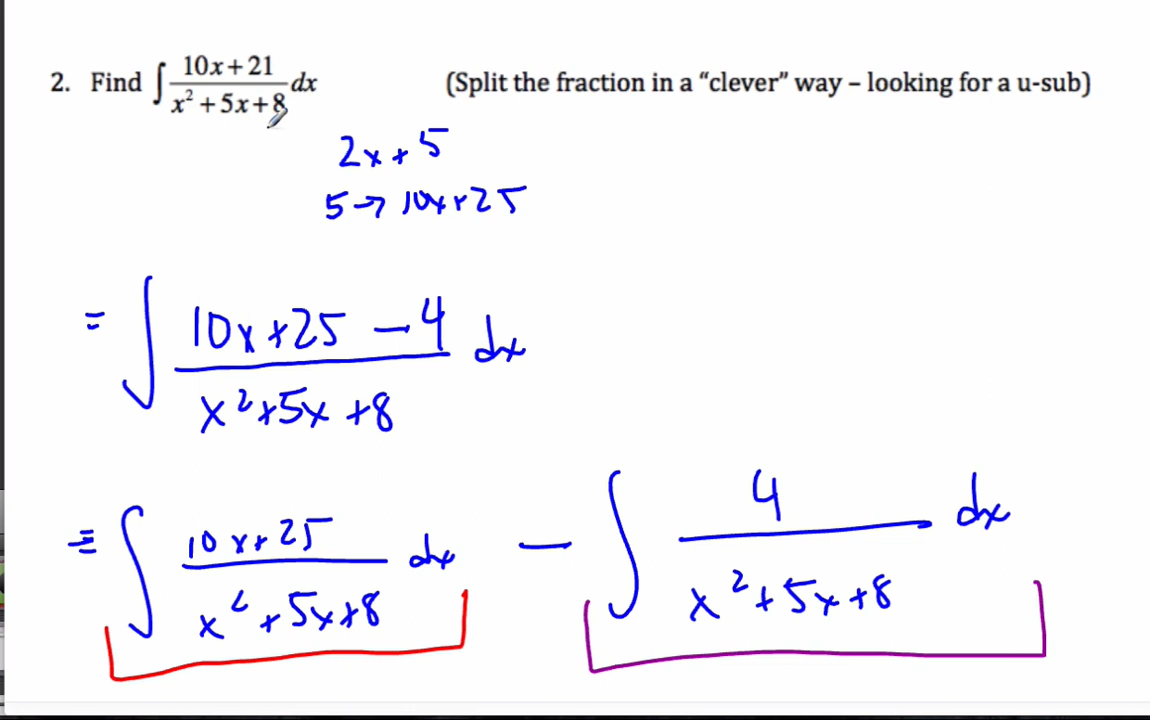 2. Find ∫ (10x+21)/(x²+5x+8) dx (Split the fraction in a “clever” way – looking for a u-sub)
2x + 5
5 → 10x+25
= ∫ (10x+25 − 4)/(x²+5x+8) dx
= ∫ (10x+25)/(x²+5x+8) dx − ∫ 4/(x²+5x+8) dx